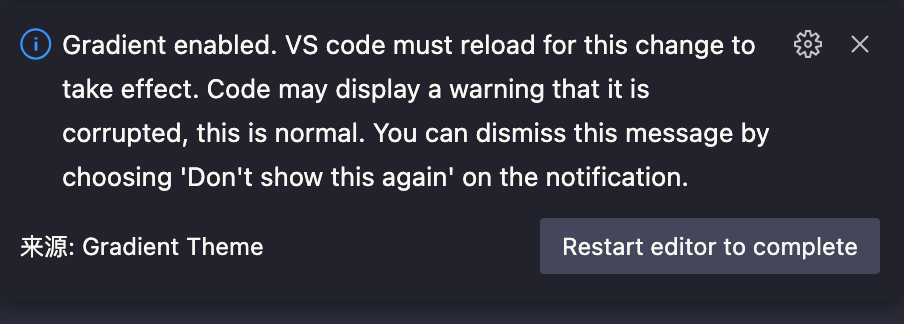 Gradient enabled. VS code must reload for this change to
take effect. Code may display a warning that it is
corrupted, this is normal. You can dismiss this message by
choosing 'Don't show this again' on the notification.
来源: Gradient Theme
Restart editor to complete